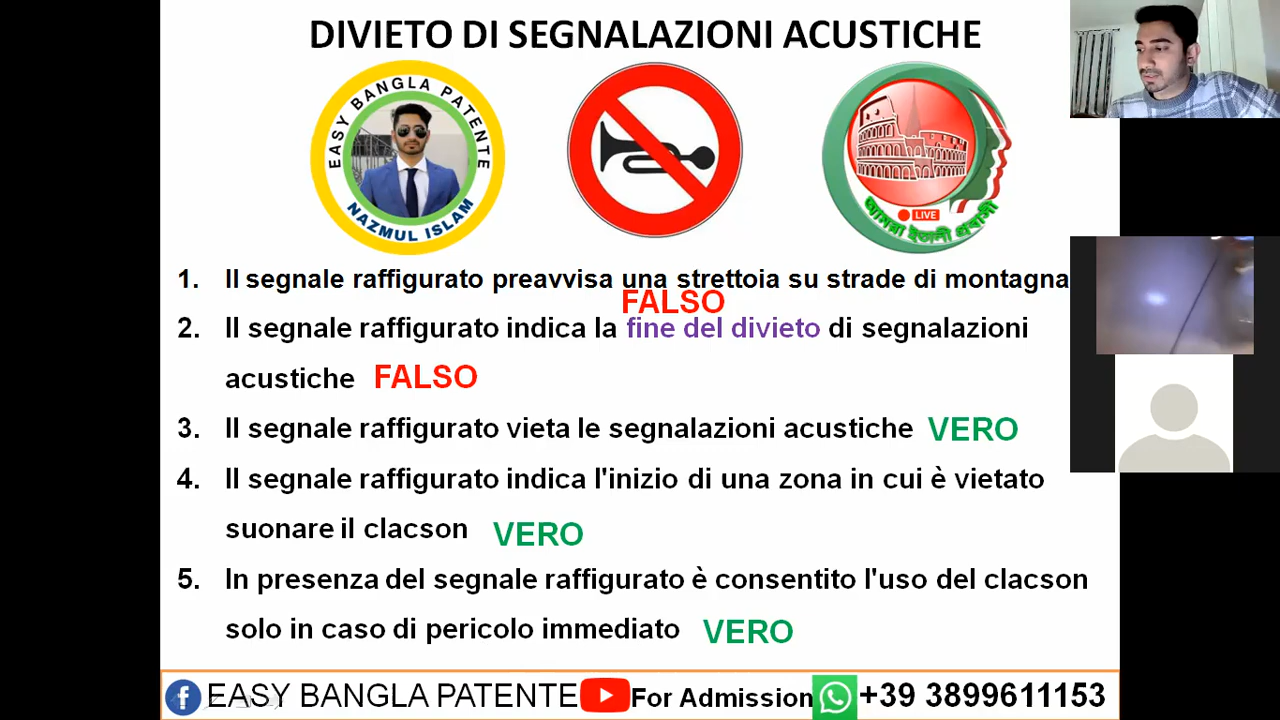 DIVIETO DI SEGNALAZIONI ACUSTICHE
EASY BANGLA PATENTE
NAZMUL ISLAM
LIVE
আমরা ইতালী প্রবাসী
1. Il segnale raffigurato preavvisa una strettoia su strade di montagna
FALSO
2. Il segnale raffigurato indica la fine del divieto di segnalazioni
acustiche FALSO
3. Il segnale raffigurato vieta le segnalazioni acustiche VERO
4. Il segnale raffigurato indica l'inizio di una zona in cui è vietato
suonare il clacson VERO
5. In presenza del segnale raffigurato è consentito l'uso del clacson
solo in caso di pericolo immediato VERO
EASY BANGLA PATENTE For Admission +39 3899611153